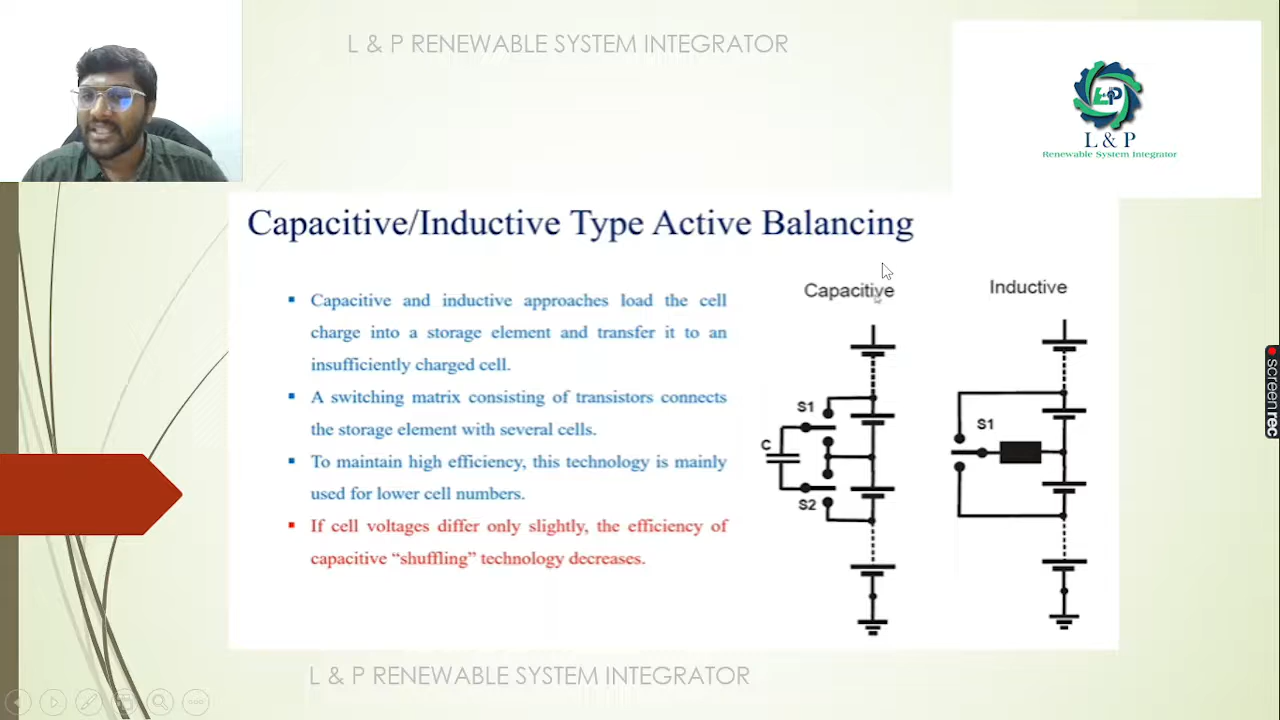 L & P RENEWABLE SYSTEM INTEGRATOR
L&P
L & P
Renewable System Integrator
Capacitive/Inductive Type Active Balancing
Capacitive and inductive approaches load the cell
charge into a storage element and transfer it to an
insufficiently charged cell.
A switching matrix consisting of transistors connects
the storage element with several cells.
To maintain high efficiency, this technology is mainly
used for lower cell numbers.
If cell voltages differ only slightly, the efficiency of
capacitive “shuffling” technology decreases.
Capacitive
S1
C
S2
Inductive
S1
screenrec
L & P RENEWABLE SYSTEM INTEGRATOR